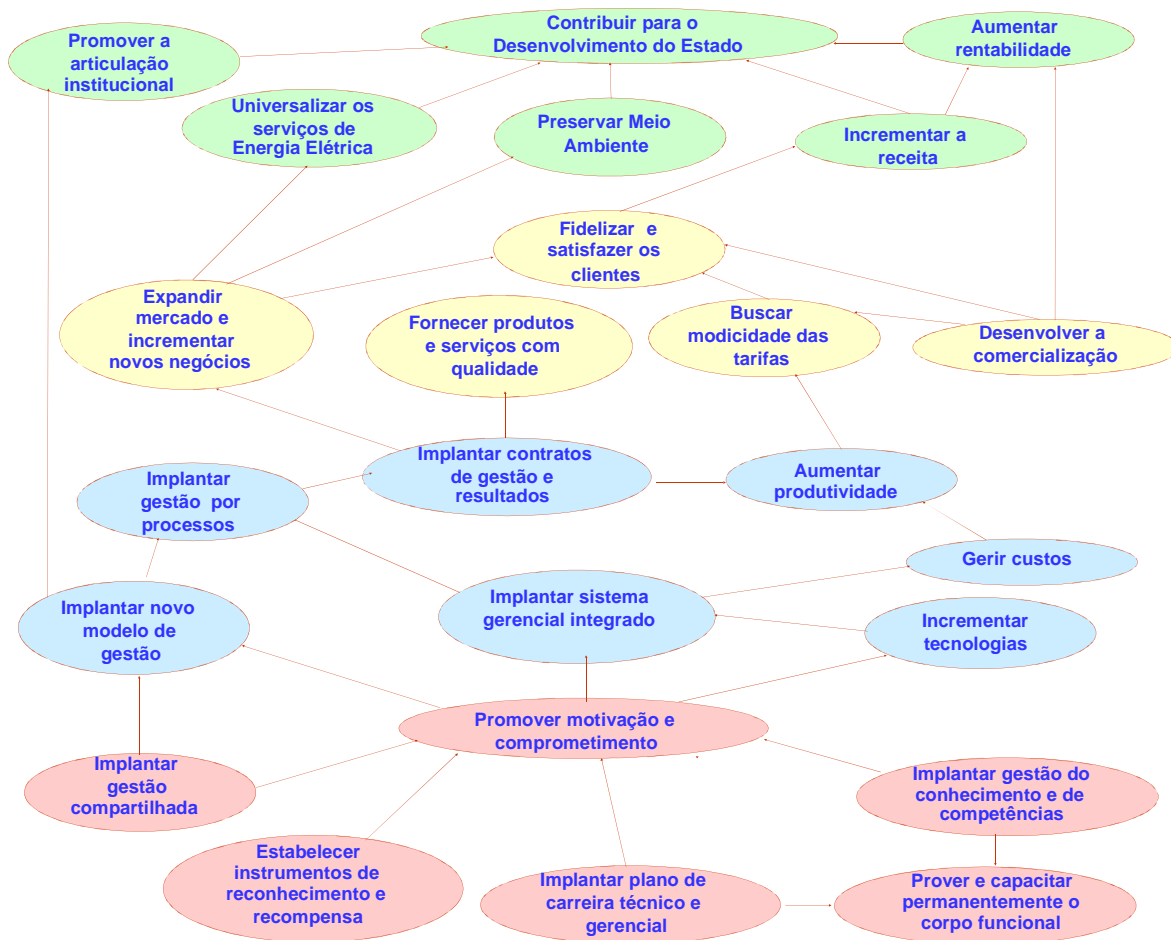 Contribuir para o
Desenvolvimento do Estado
Promover a
articulação
institucional
Aumentar
rentabilidade
Universalizar os
serviços de
Energia Elétrica
Preservar Meio
Ambiente
Incrementar a
receita
Fidelizar e
satisfazer os
clientes
Expandir
mercado e
incrementar
novos negócios
Fornecer produtos
e serviços com
qualidade
Buscar
modicidade das
tarifas
Desenvolver a
comercialização
Implantar
gestão por
processos
Implantar contratos
de gestão e
resultados
Aumentar
produtividade
Gerir custos
Implantar novo
modelo de
gestão
Implantar sistema
gerencial integrado
Incrementar
tecnologias
Promover motivação e
comprometimento
Implantar
gestão
compartilhada
Implantar gestão do
conhecimento e de
competências
Estabelecer
instrumentos de
reconhecimento e
recompensa
Implantar plano de
carreira técnico e
gerencial
Prover e capacitar
permanentemente o
corpo funcional